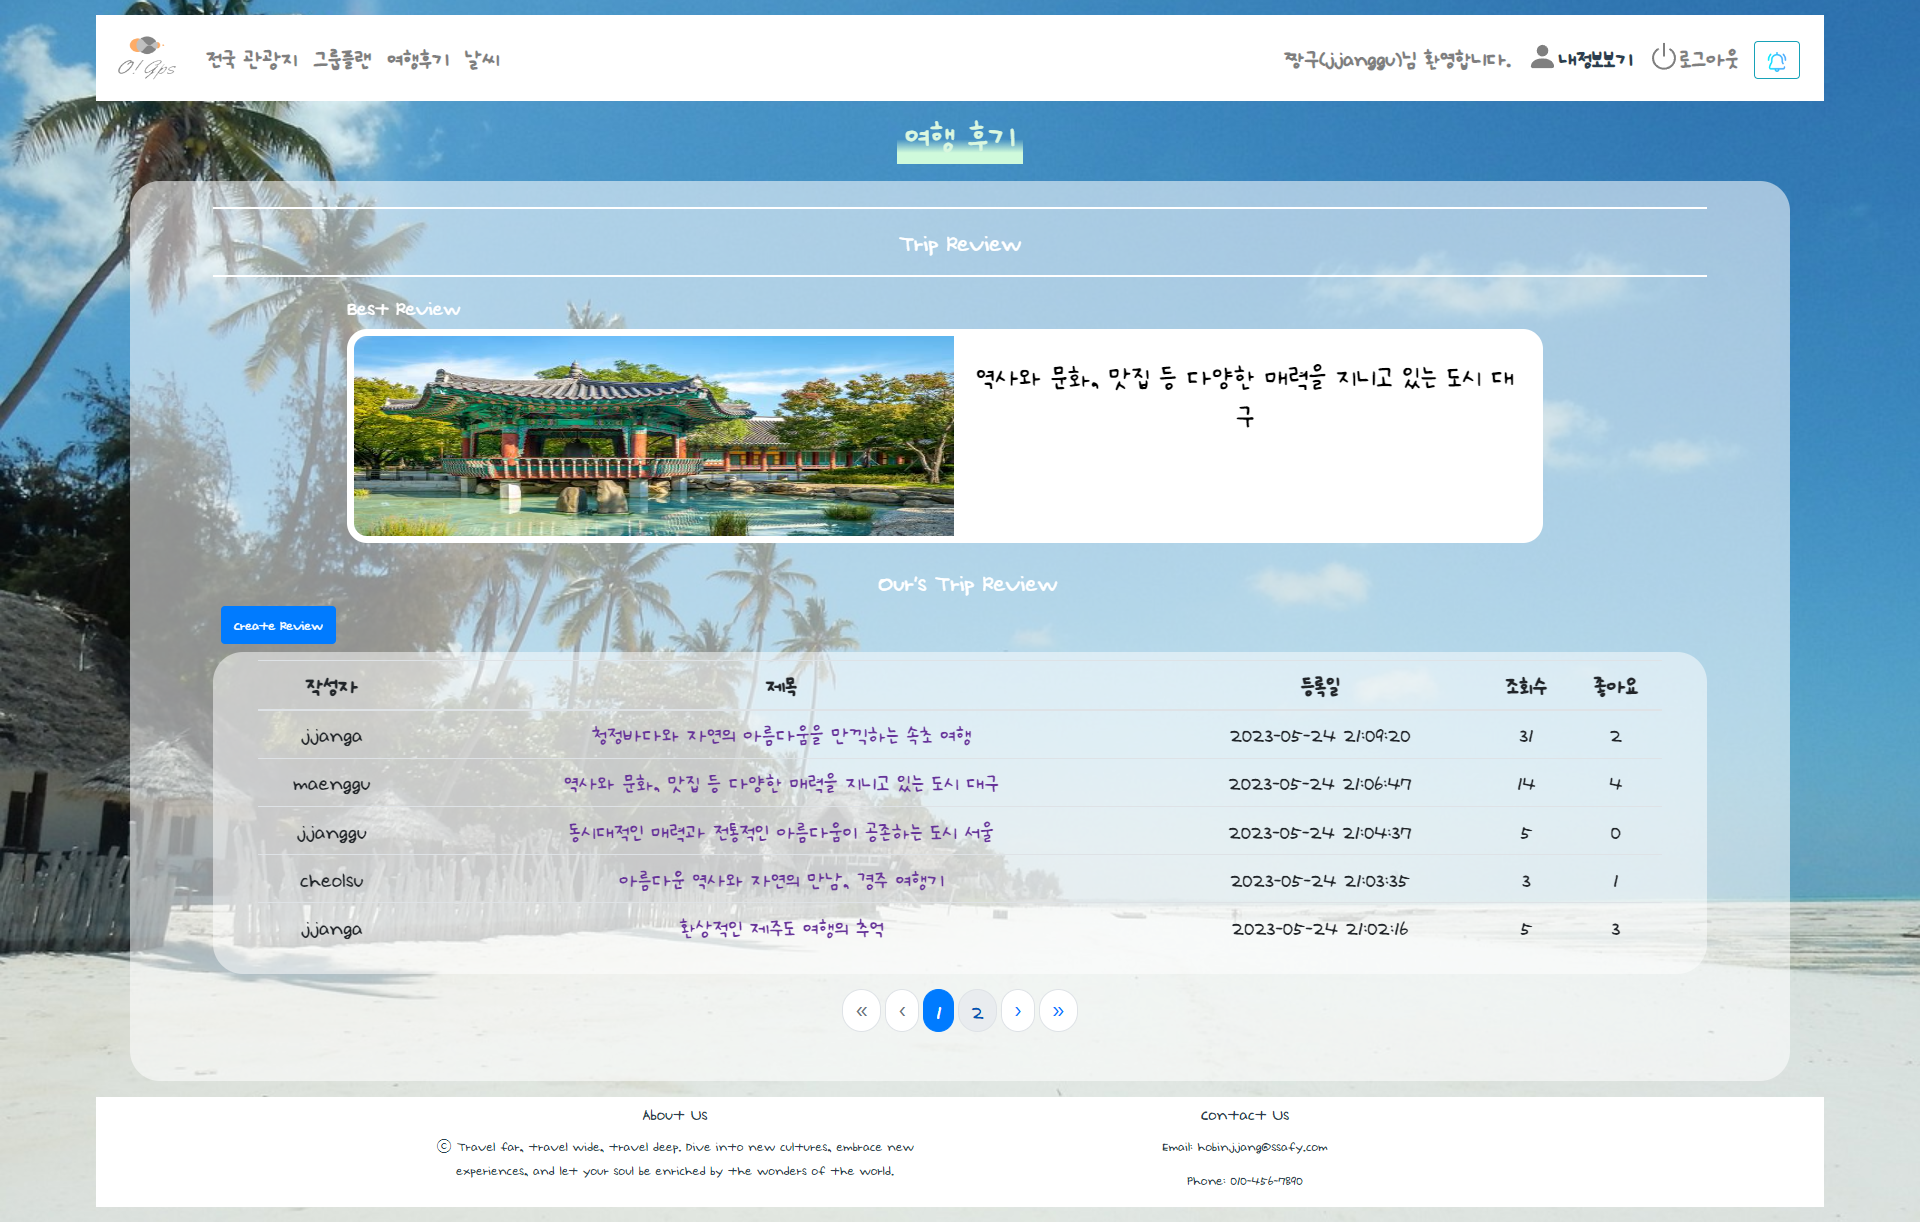 O! Gps
전국 관광지 그룹플랜 여행후기 날씨
짱구(jjanggu)님 환영합니다. 내정뽀보기 로그아웃
여행 후기
Trip Review
Best Review
역사와 문화, 맛집 등 다양한 매력을 지니고 있는 도시 대
구
Our's Trip Review
Create Review
작성자 제목 등록일 조회수 좋아요
jjanga 청정바다와 자연의 아름다움을 만끽하는 속초 여행 2023-05-24 21:09:20 31 2
maenggu 역사와 문화, 맛집 등 다양한 매력을 지니고 있는 도시 대구 2023-05-24 21:06:47 14 4
jjanggu 동시대적인 매력과 전통적인 아름다움이 공존하는 도시 서울 2023-05-24 21:04:37 5 0
cheolsu 아름다운 역사와 자연의 만남, 경주 여행기 2023-05-24 21:03:35 3 1
jjanga 환상적인 제주도 여행의 추억 2023-05-24 21:02:16 5 3
« ‹ 1 2 › »
About Us
ⓒ Travel far, travel wide, travel deep. Dive into new cultures, embrace new
experiences, and let your soul be enriched by the wonders of the world.
Contact Us
Email: hobinjjang@ssafy.com
Phone: 010-456-7890